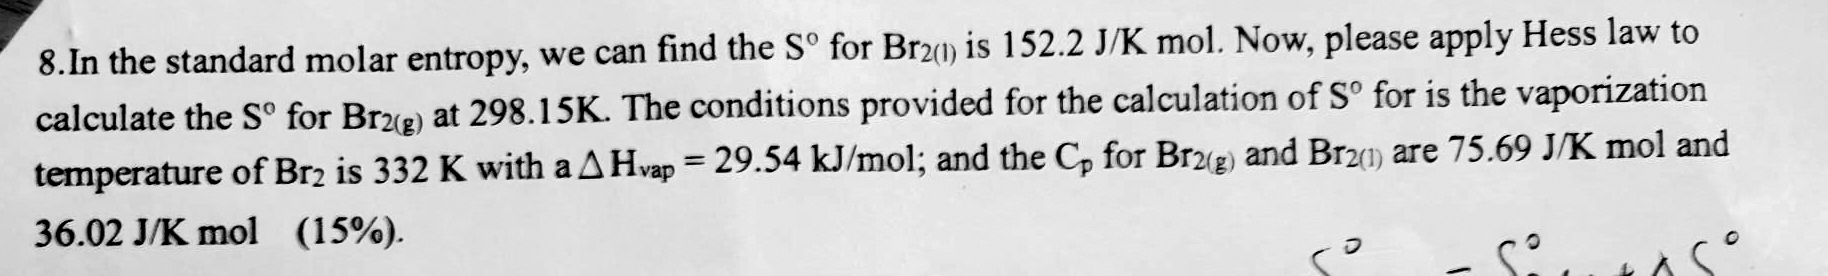 8.In the standard molar entropy, we can find the S° for Br₂₍ₗ₎ is 152.2 J/K mol. Now, please apply Hess law to
calculate the S° for Br₂₍g₎ at 298.15K. The conditions provided for the calculation of S° for is the vaporization
temperature of Br₂ is 332 K with a △Hvap = 29.54 kJ/mol; and the Cp for Br₂₍g₎ and Br₂₍ₗ₎ are 75.69 J/K mol and
36.02 J/K mol (15%).